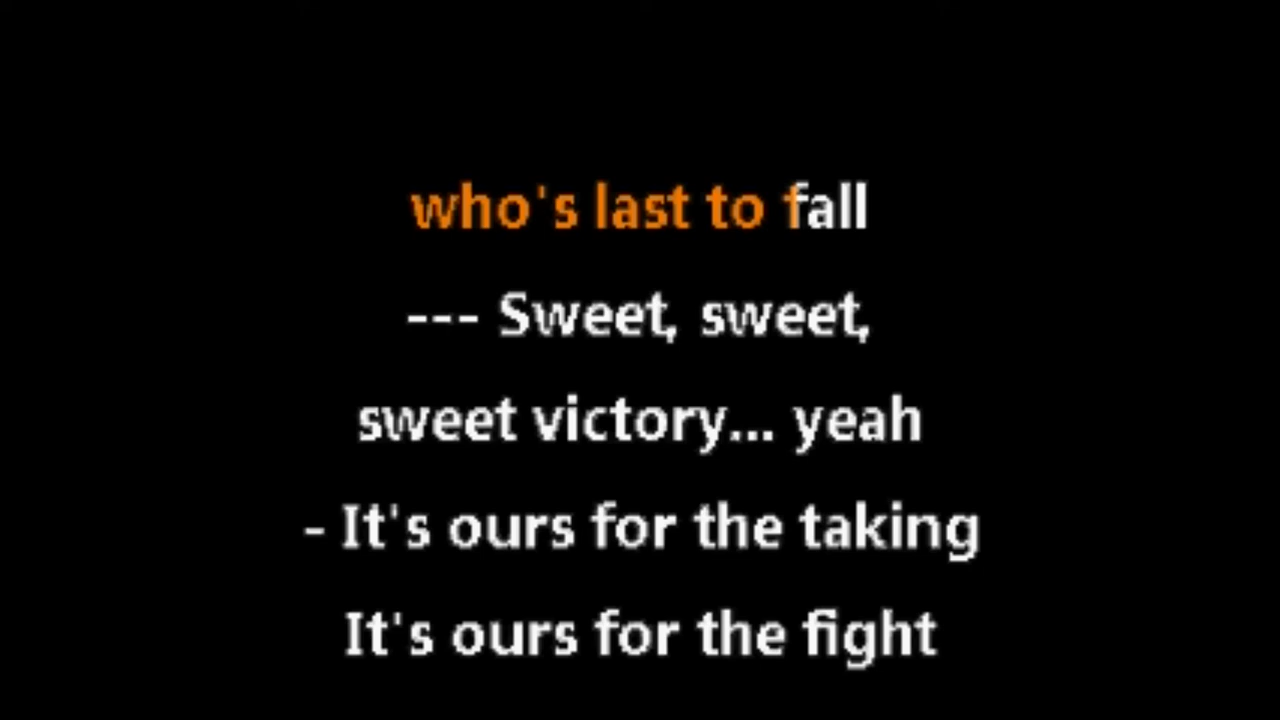 who's last to fall
--- Sweet, sweet,
sweet victory... yeah
- It's ours for the taking
It's ours for the fight